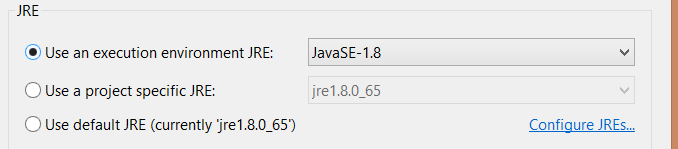 JRE
Use an execution environment JRE: JavaSE-1.8
Use a project specific JRE: jre1.8.0_65
Use default JRE (currently 'jre1.8.0_65') Configure JREs...